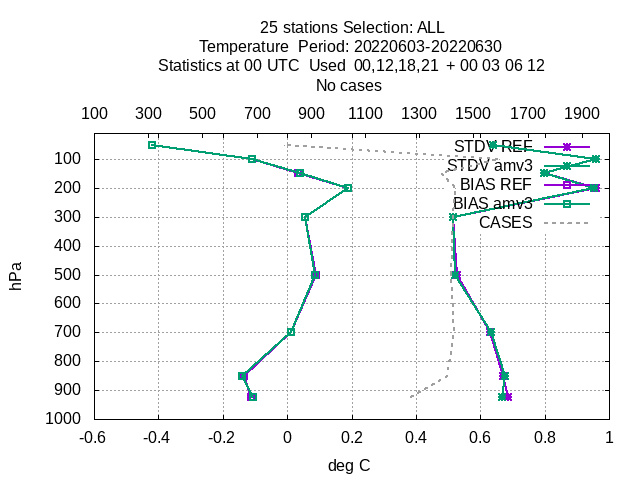 25 stations Selection: ALL
Temperature Period: 20220603-20220630
Statistics at 00 UTC Used 00,12,18,21 + 00 03 06 12
No cases
100 300 500 700 900 1100 1300 1500 1700 1900
STDV REF
STDV amv3
BIAS REF
BIAS amv3
CASES
100
200
300
400
500
600
700
800
900
1000
hPa
-0.6 -0.4 -0.2 0 0.2 0.4 0.6 0.8 1
deg C